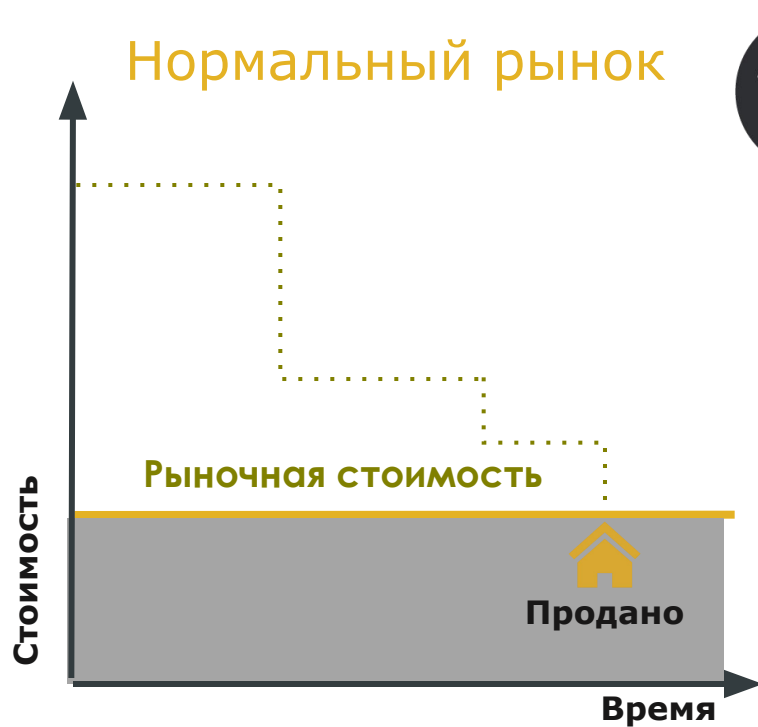 Нормальный рынок
Рыночная стоимость
Стоимость
Продано
Время